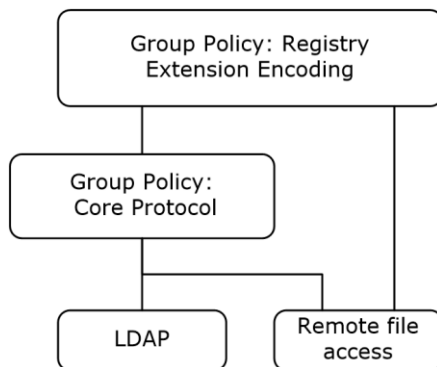 Group Policy: Registry
Extension Encoding
Group Policy:
Core Protocol
LDAP
Remote file
access